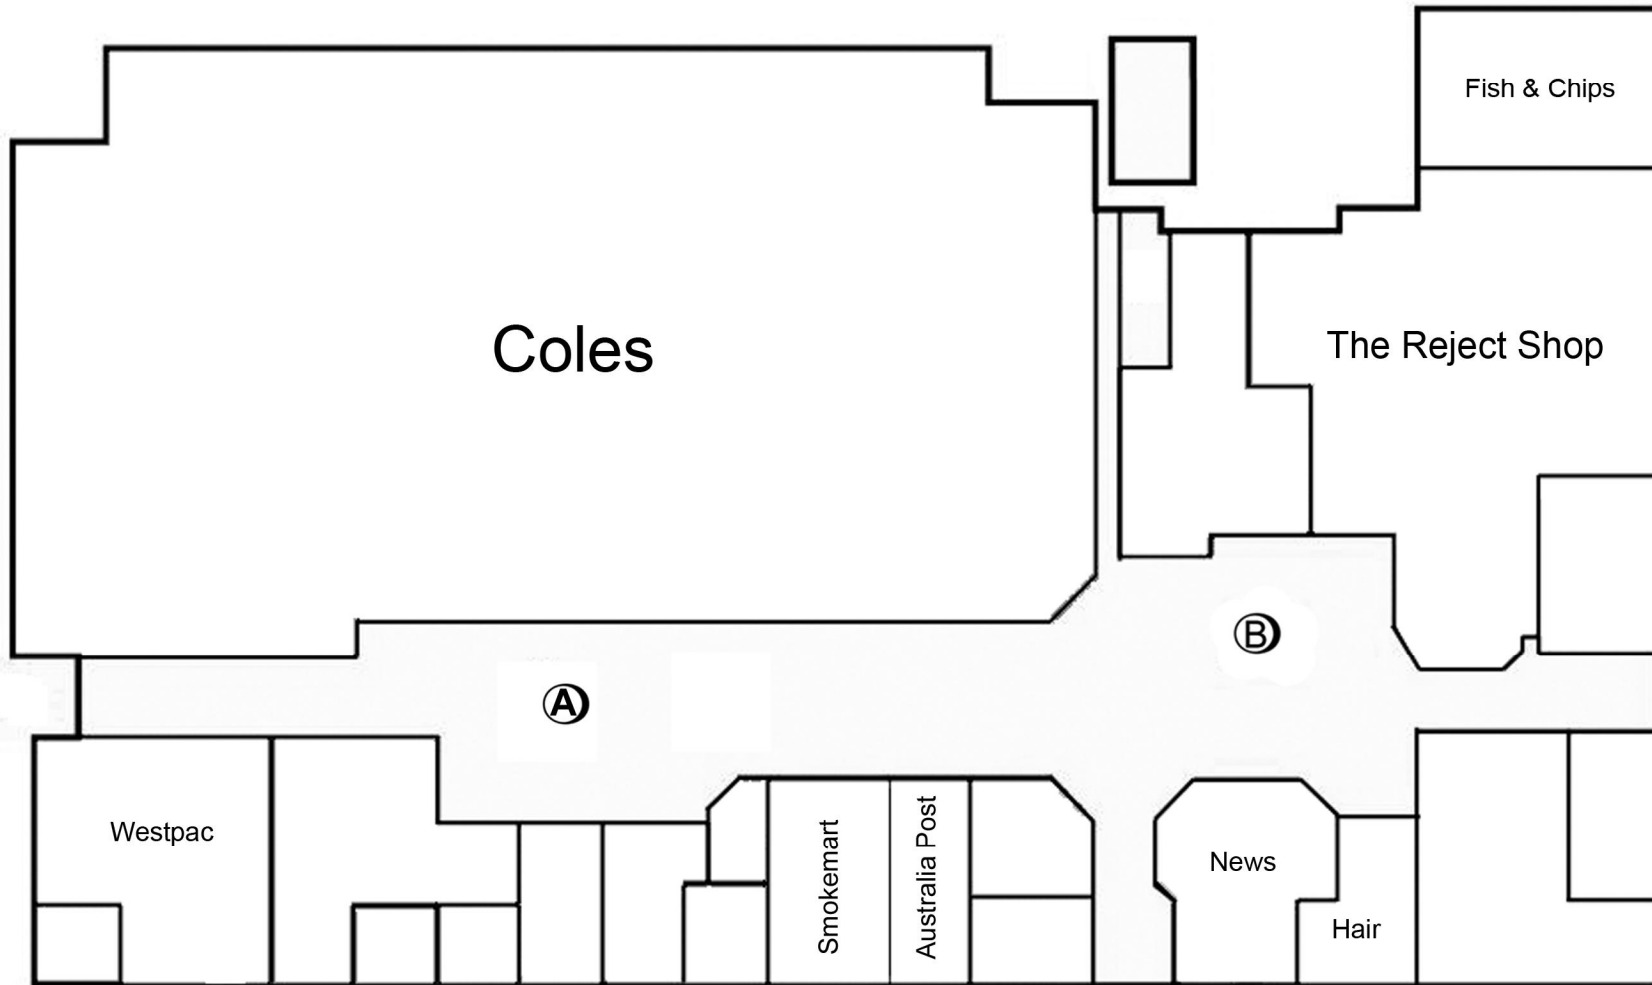 Fish & Chips
Coles
The Reject Shop
B
A
Westpac
Smokemart
Australia Post
News
Hair